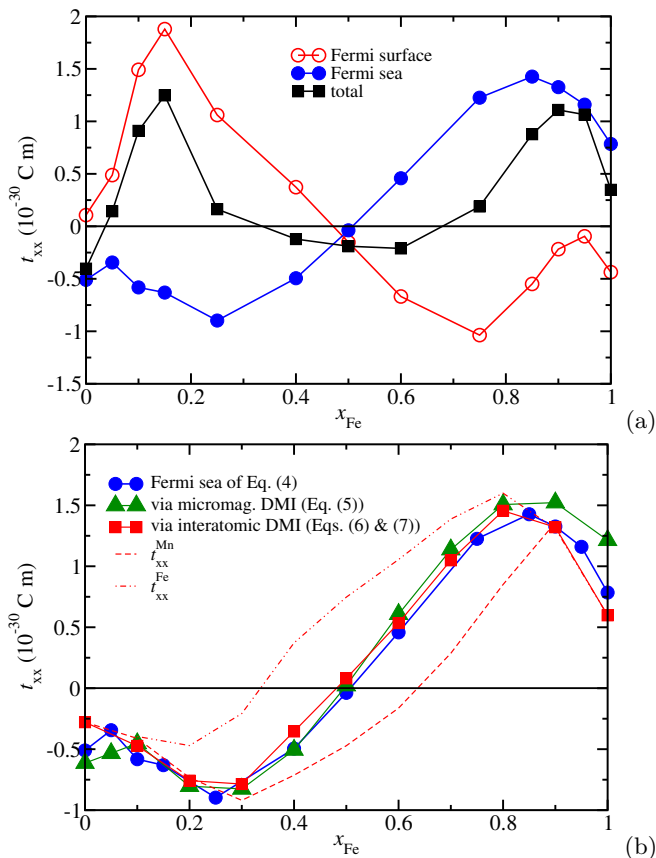 2
1.5
1
0.5
0
-0.5
-1
-1.5
t_xx (10^-30 C m)
Fermi surface
Fermi sea
total
0 0.2 0.4 0.6 0.8 1
x_Fe
(a)
2
1.5
1
0.5
0
-0.5
-1
t_xx (10^-30 C m)
Fermi sea of Eq. (4)
via micromag. DMI (Eq. (5))
via interatomic DMI (Eqs. (6) & (7))
t_xx^Mn
t_xx^Fe
0 0.2 0.4 0.6 0.8 1
x_Fe
(b)